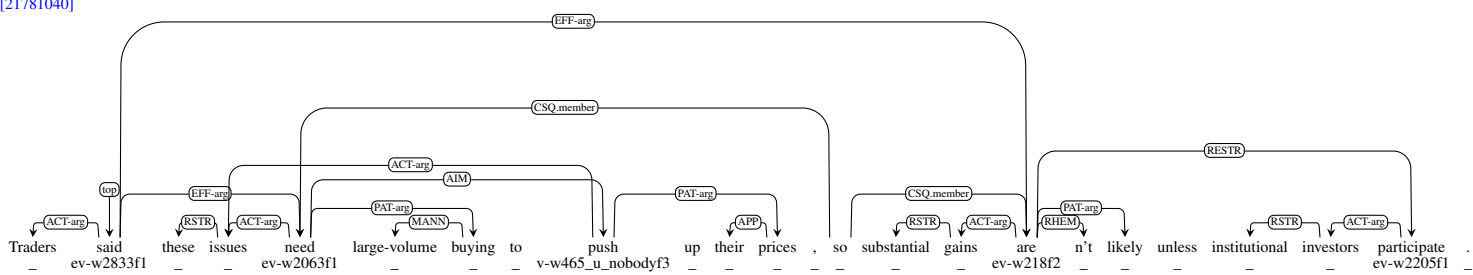 [21781040]
EFF-arg
CSQ.member
RESTR
ACT-arg
AIM
top EFF-arg PAT-arg CSQ.member
PAT-arg PAT-arg
ACT-arg RSTR ACT-arg MANN APP RSTR ACT-arg RHEM RSTR ACT-arg
Traders said these issues need large-volume buying to push up their prices , so substantial gains are n't likely unless institutional investors participate .
_ ev-w2833f1 _ _ ev-w2063f1 _ _ _ v-w465_u_nobodyf3 _ _ _ _ _ _ _ ev-w218f2 _ _ _ _ _ ev-w2205f1 _